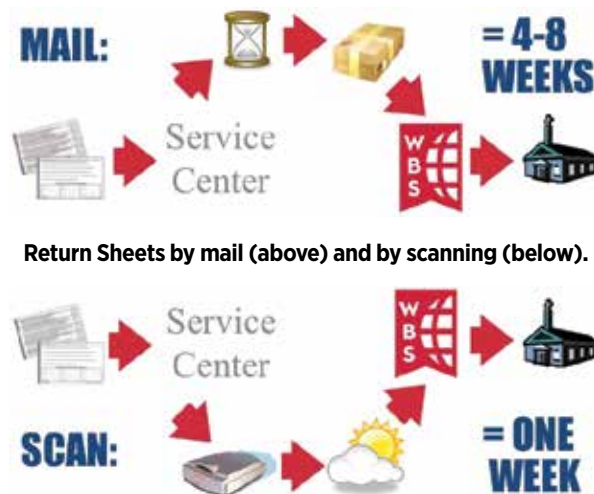 MAIL:
= 4-8
WEEKS
Service
Center
W
B
S
Return Sheets by mail (above) and by scanning (below).
Service
Center
W
B
S
SCAN:
= ONE
WEEK